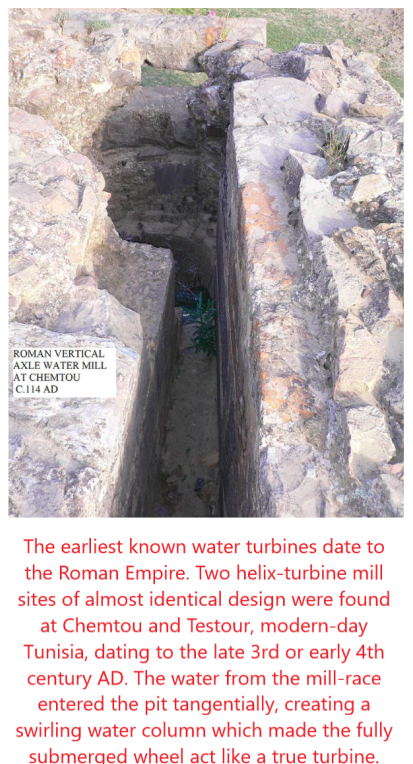 ROMAN VERTICAL
AXLE WATER MILL
AT CHEMTOU
C.114 AD
The earliest known water turbines date to
the Roman Empire. Two helix-turbine mill
sites of almost identical design were found
at Chemtou and Testour, modern-day
Tunisia, dating to the late 3rd or early 4th
century AD. The water from the mill-race
entered the pit tangentially, creating a
swirling water column which made the fully
submerged wheel act like a true turbine.